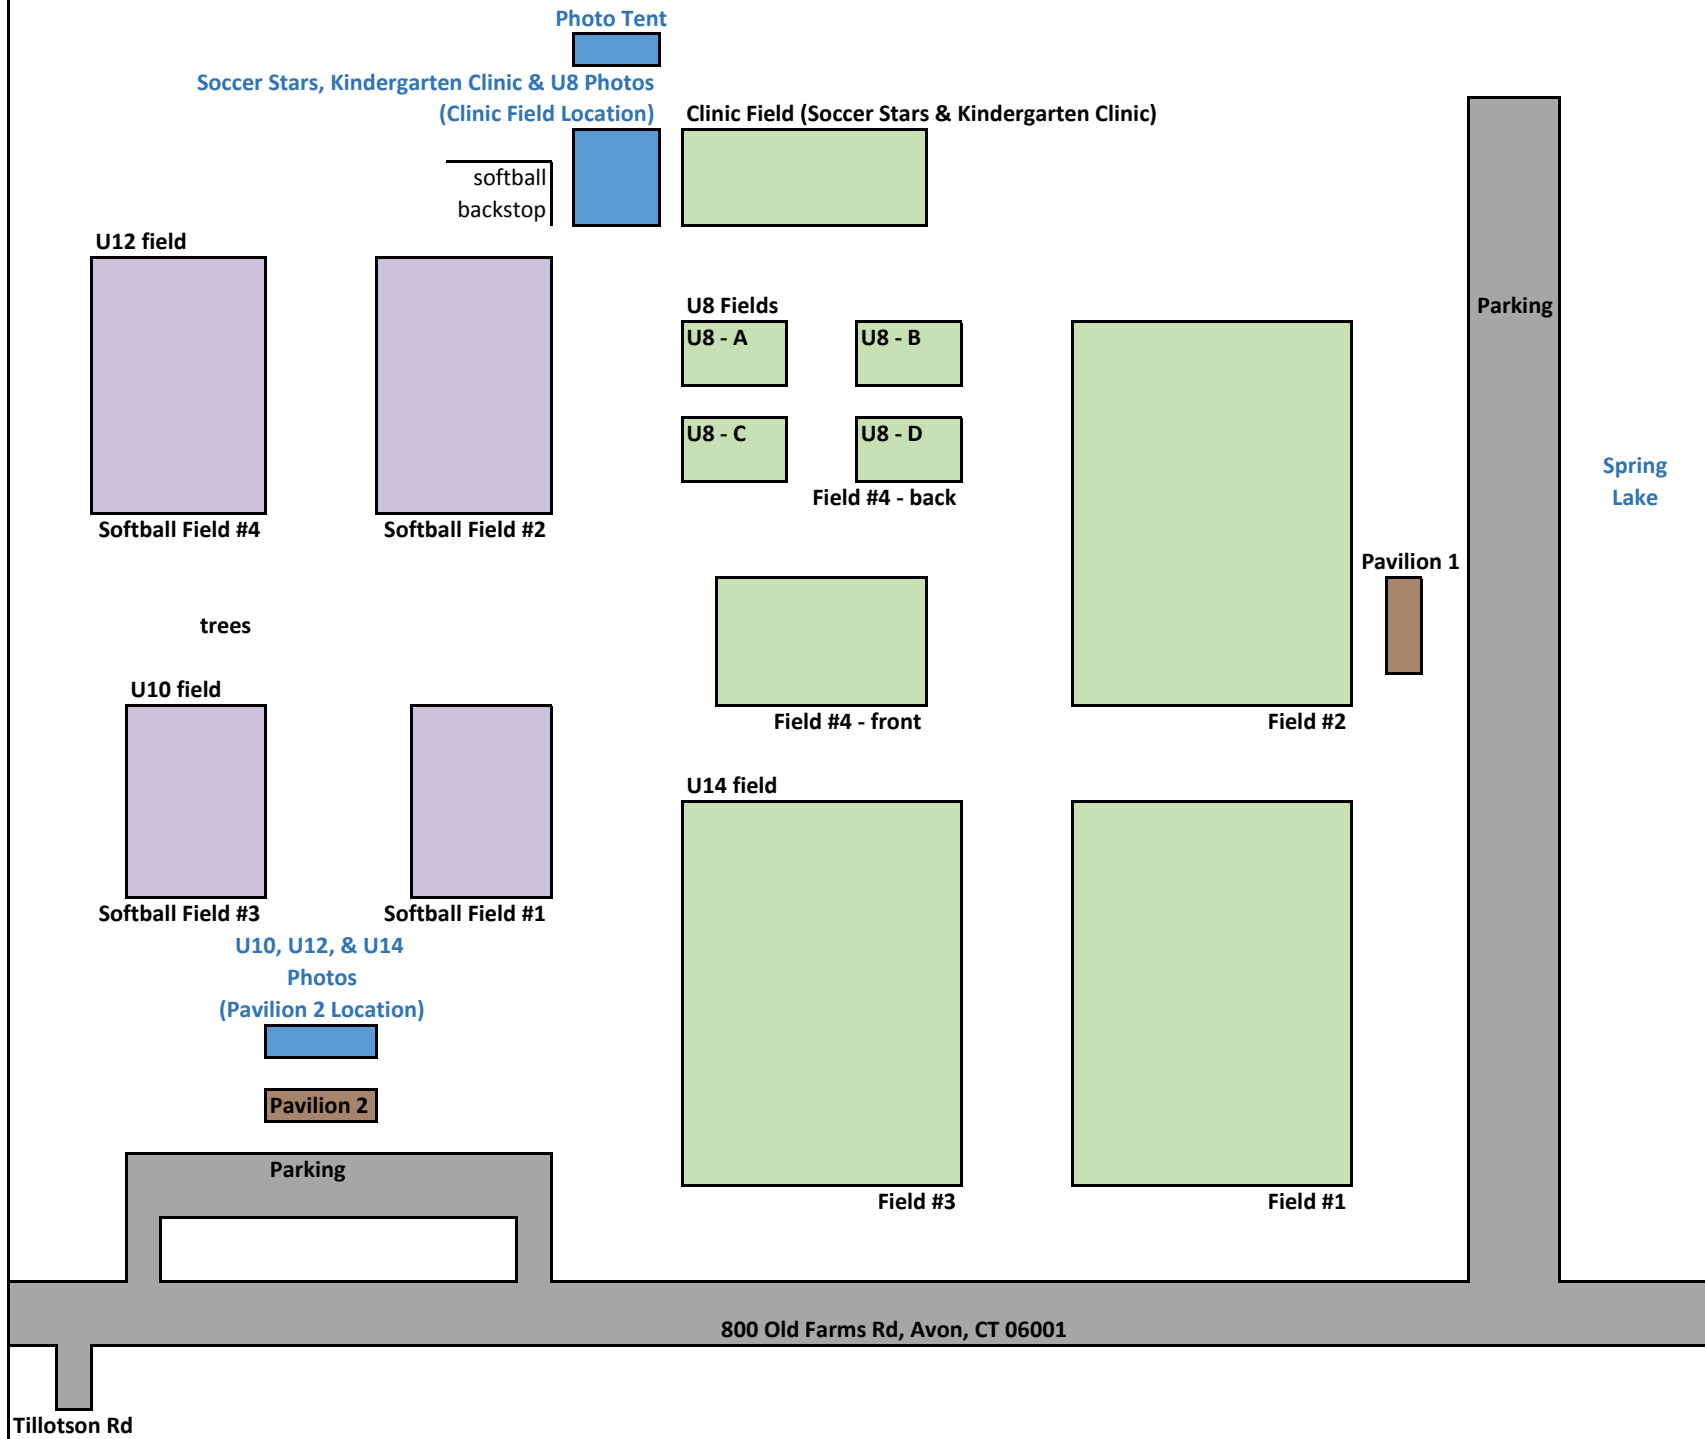 Photo Tent
Soccer Stars, Kindergarten Clinic & U8 Photos
(Clinic Field Location)
Clinic Field (Soccer Stars & Kindergarten Clinic)
softball
backstop
U12 field
U8 Fields
Parking
U8 - A
U8 - B
U8 - C
U8 - D
Spring
Lake
Field #4 - back
Softball Field #4
Softball Field #2
Pavilion 1
trees
U10 field
Field #4 - front
Field #2
U14 field
Softball Field #3
Softball Field #1
U10, U12, & U14
Photos
(Pavilion 2 Location)
Pavilion 2
Parking
Field #3
Field #1
800 Old Farms Rd, Avon, CT 06001
Tillotson Rd